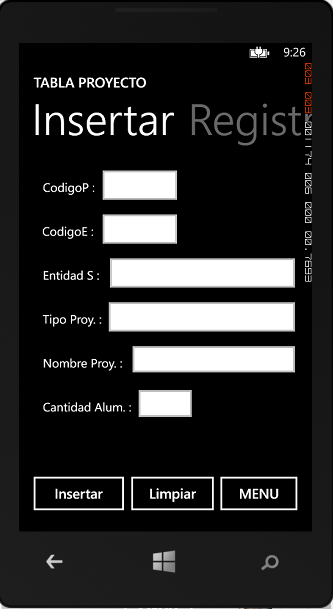 9:26
TABLA PROYECTO
Insertar Regist
CodigoP :
CodigoE :
Entidad S :
Tipo Proy. :
Nombre Proy. :
Cantidad Alum. :
Insertar Limpiar MENU